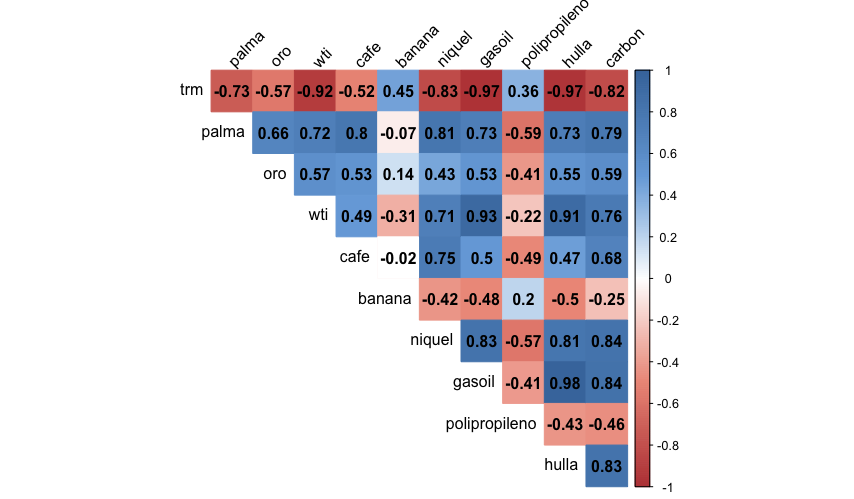 palma oro wti cafe banana niquel gasoil polipropileno hulla carbon
trm -0.73 -0.57 -0.92 -0.52 0.45 -0.83 -0.97 0.36 -0.97 -0.82
palma 0.66 0.72 0.8 -0.07 0.81 0.73 -0.59 0.73 0.79
oro 0.57 0.53 0.14 0.43 0.53 -0.41 0.55 0.59
wti 0.49 -0.31 0.71 0.93 -0.22 0.91 0.76
cafe -0.02 0.75 0.5 -0.49 0.47 0.68
banana -0.42 -0.48 0.2 -0.5 -0.25
niquel 0.83 -0.57 0.81 0.84
gasoil -0.41 0.98 0.84
polipropileno -0.43 -0.46
hulla 0.83
1
0.8
0.6
0.4
0.2
0
-0.2
-0.4
-0.6
-0.8
-1